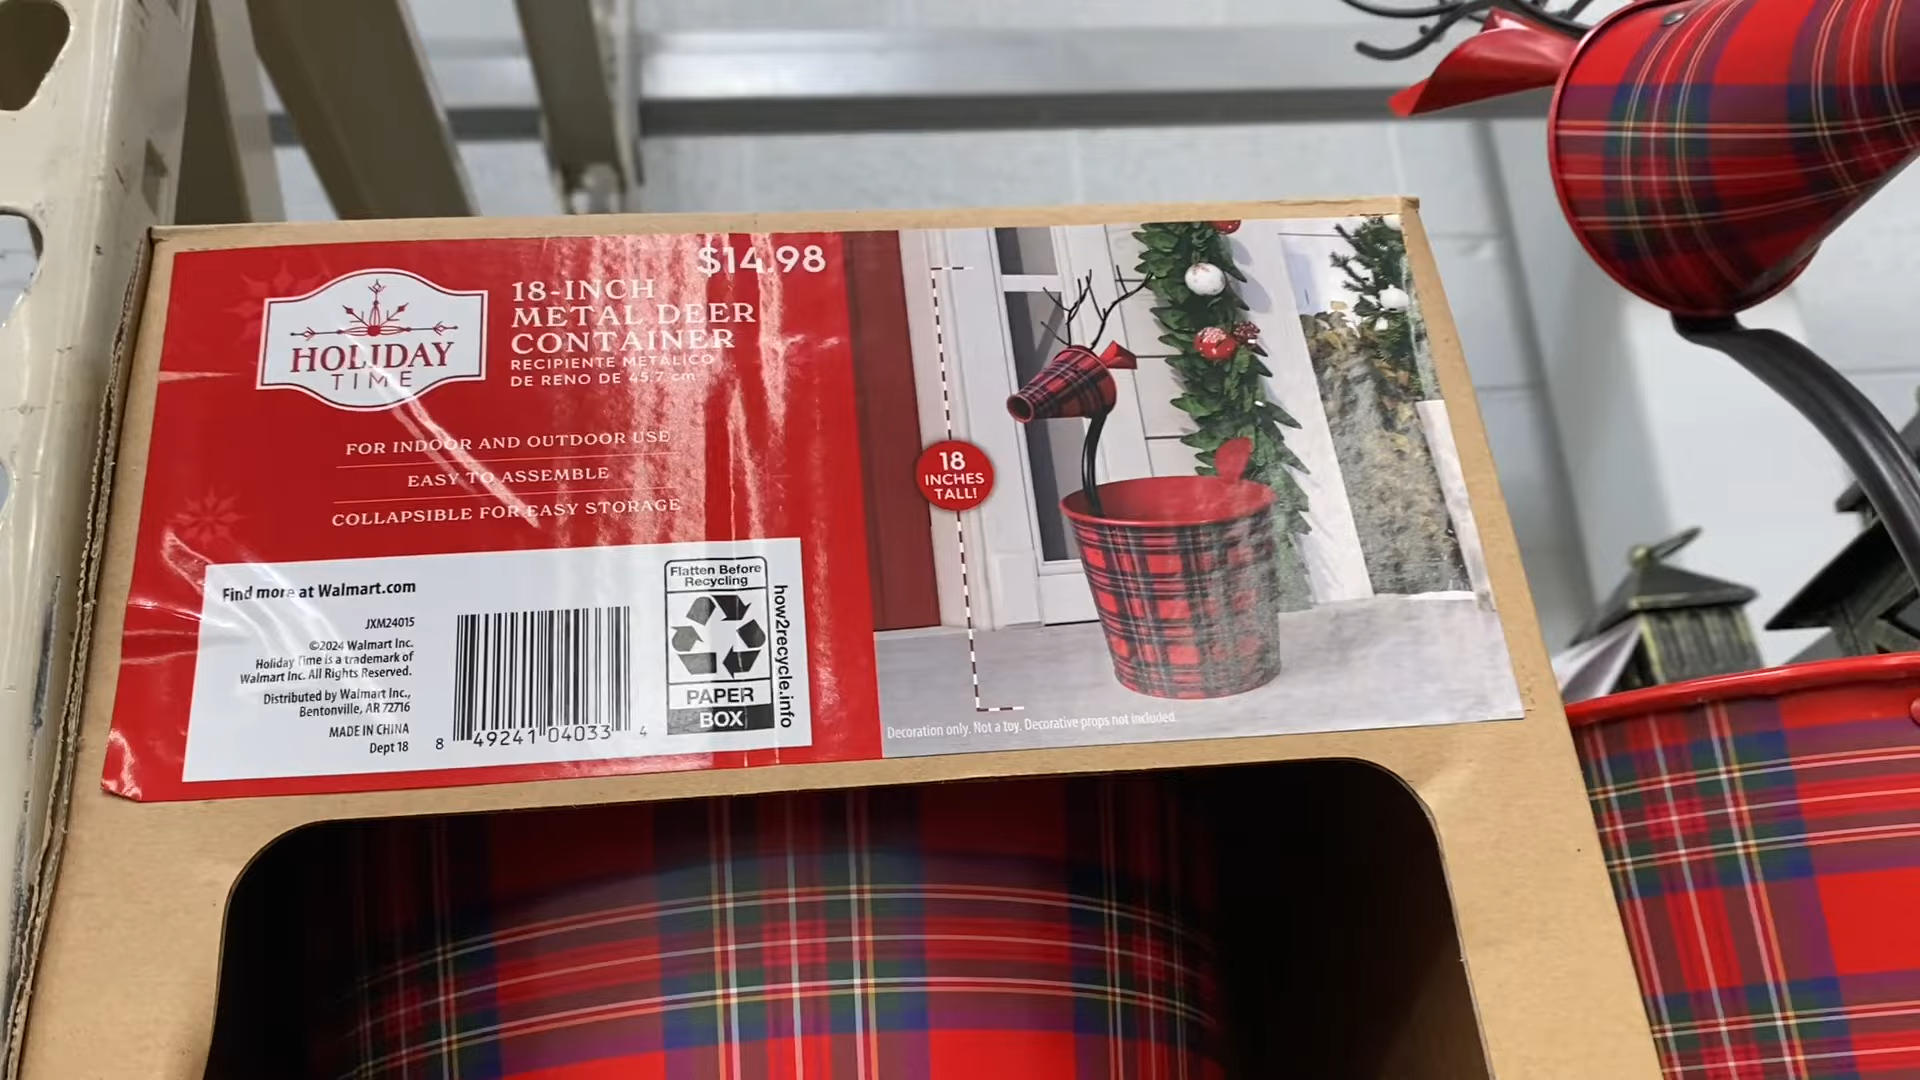 $14.98
HOLIDAY
TIME
18-INCH
METAL DEER
CONTAINER
RECIPIENTE METÁLICO
DE RENO DE 45.7 cm
FOR INDOOR AND OUTDOOR USE
EASY TO ASSEMBLE
COLLAPSIBLE FOR EASY STORAGE
18
INCHES
TALL!
Find more at Walmart.com
JXM24015
©2024 Walmart Inc.
Holiday Time is a trademark of
Walmart Inc. All Rights Reserved.
Distributed by Walmart Inc.,
Bentonville, AR 72716
MADE IN CHINA
Dept 18
8 49241 04033 4
Flatten Before
Recycling
PAPER
BOX
how2recycle.info
Decoration only. Not a toy. Decorative props not included.